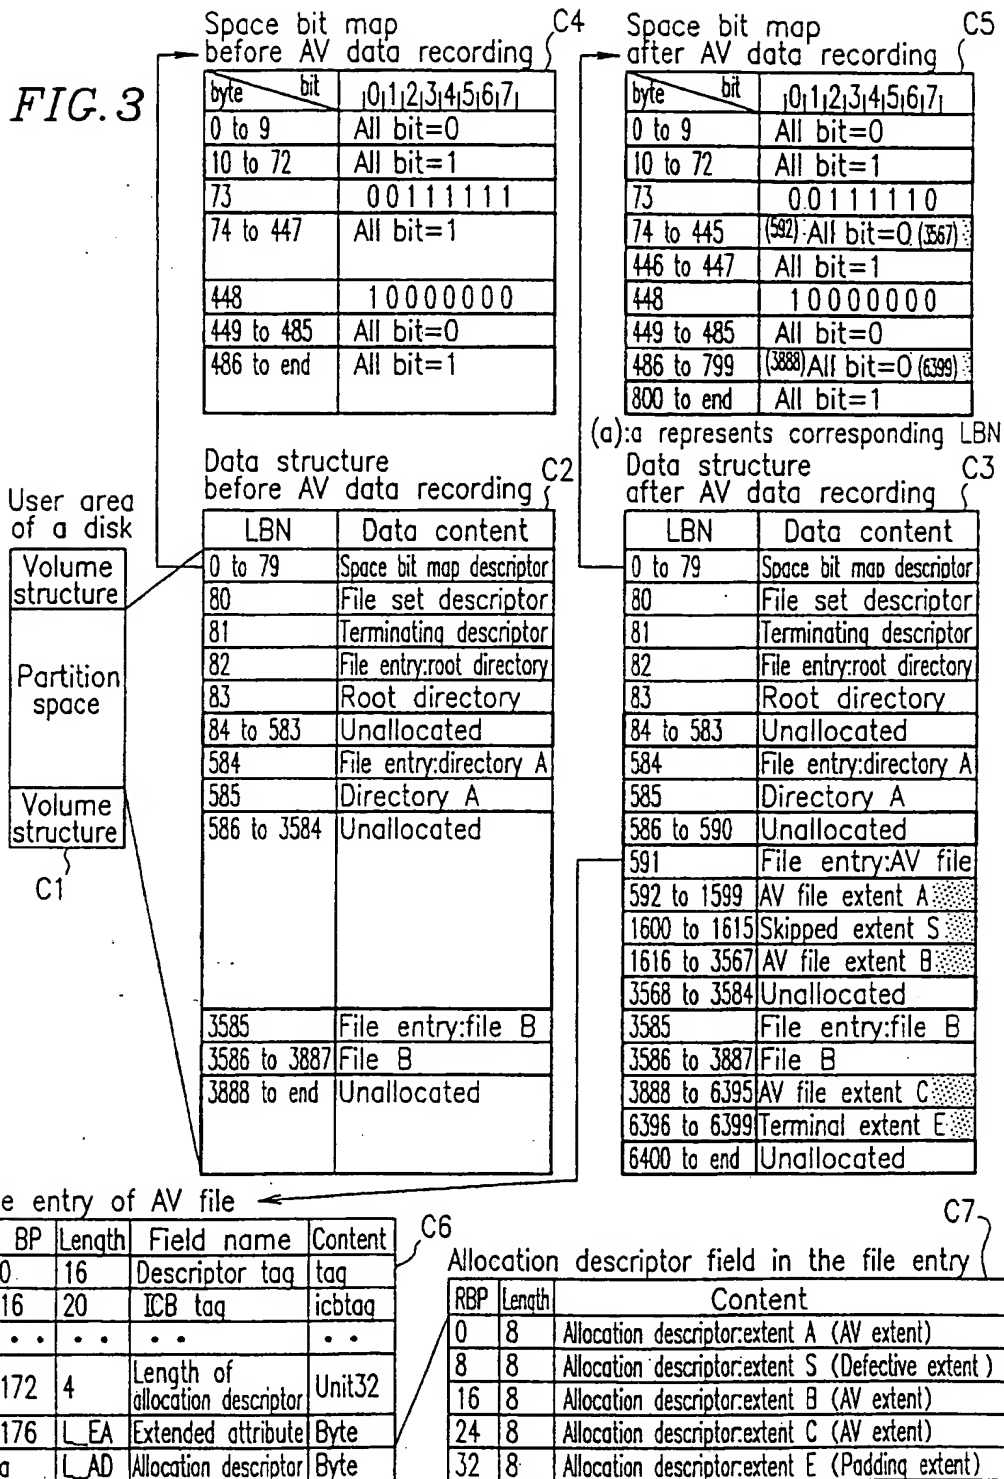 FIG. 3
Space bit map
before AV data recording
C4
byte bit 0 1 2 3 4 5 6 7
0 to 9 All bit=0
10 to 72 All bit=1
73 0 0 1 1 1 1 1 1
74 to 447 All bit=1
448 1 0 0 0 0 0 0 0
449 to 485 All bit=0
486 to end All bit=1
Space bit map
after AV data recording
C5
byte bit 0 1 2 3 4 5 6 7
0 to 9 All bit=0
10 to 72 All bit=1
73 0 0 1 1 1 1 1 0
74 to 445 (592) All bit=0 (3567)
446 to 447 All bit=1
448 1 0 0 0 0 0 0 0
449 to 485 All bit=0
486 to 799 (3888) All bit=0 (6399)
800 to end All bit=1
(a):a represents corresponding LBN
User area
of a disk
Volume
structure
Partition
space
Volume
structure
C1
Data structure
before AV data recording
C2
LBN Data content
0 to 79 Space bit map descriptor
80 File set descriptor
81 Terminating descriptor
82 File entry:root directory
83 Root directory
84 to 583 Unallocated
584 File entry:directory A
585 Directory A
586 to 3584 Unallocated
3585 File entry:file B
3586 to 3887 File B
3888 to end Unallocated
Data structure
after AV data recording
C3
LBN Data content
0 to 79 Space bit map descriptor
80 File set descriptor
81 Terminating descriptor
82 File entry:root directory
83 Root directory
84 to 583 Unallocated
584 File entry:directory A
585 Directory A
586 to 590 Unallocated
591 File entry:AV file
592 to 1599 AV file extent A
1600 to 1615 Skipped extent S
1616 to 3567 AV file extent B
3568 to 3584 Unallocated
3585 File entry:file B
3586 to 3887 File B
3888 to 6395 AV file extent C
6396 to 6399 Terminal extent E
6400 to end Unallocated
e entry of AV file
C6
BP Length Field name Content
0 16 Descriptor tag tag
16 20 ICB tag icbtag
• • • • • • • •
172 4 Length of allocation descriptor Unit32
176 L_EA Extended attribute Byte
a L_AD Allocation descriptor Byte
C7
Allocation descriptor field in the file entry
RBP Length Content
0 8 Allocation descriptor:extent A (AV extent)
8 8 Allocation descriptor:extent S (Defective extent)
16 8 Allocation descriptor:extent B (AV extent)
24 8 Allocation descriptor:extent C (AV extent)
32 8 Allocation descriptor:extent E (Padding extent)